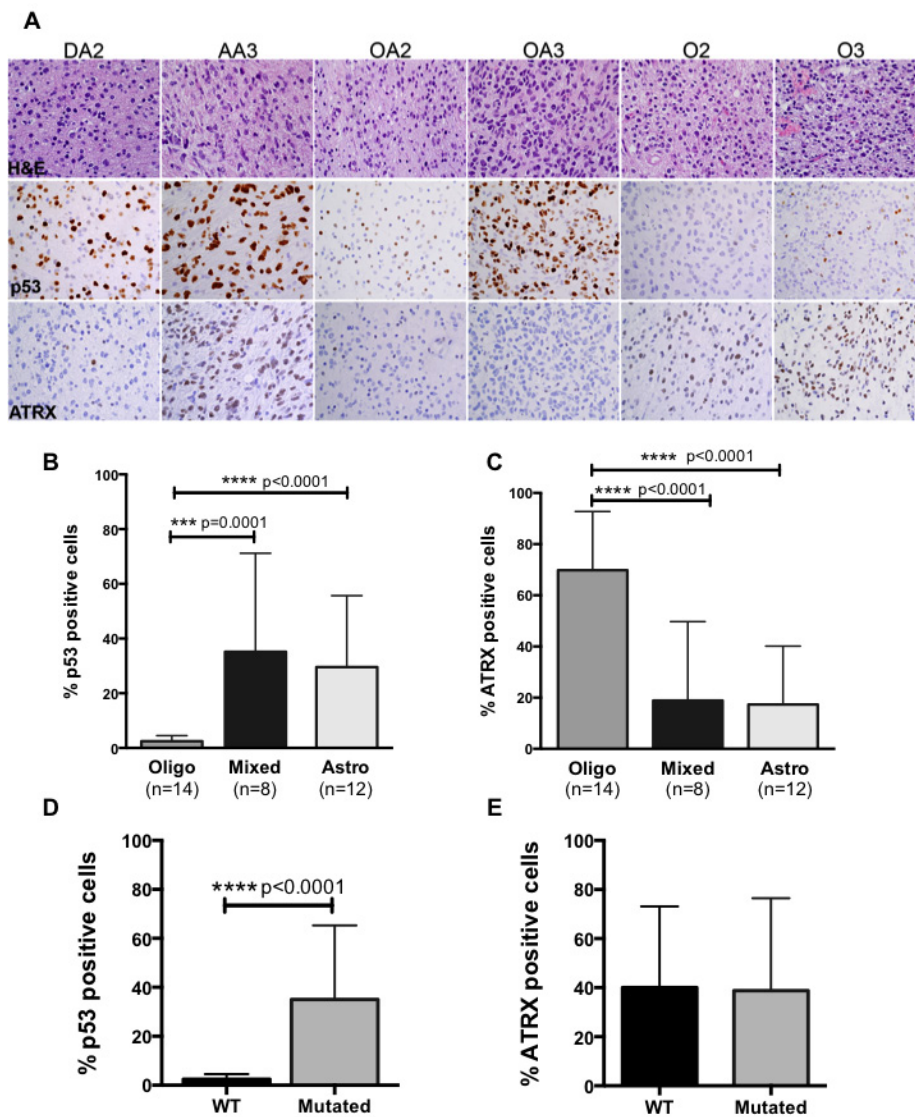 A
DA2 AA3 OA2 OA3 O2 O3
H&E
p53
ATRX
B
**** p<0.0001
*** p=0.0001
% p53 positive cells
100
80
60
40
20
0
Oligo Mixed Astro
(n=14) (n=8) (n=12)
C
**** p<0.0001
**** p<0.0001
% ATRX positive cells
100
80
60
40
20
0
Oligo Mixed Astro
(n=14) (n=8) (n=12)
D
**** p<0.0001
% p53 positive cells
100
80
60
40
20
0
WT Mutated
E
% ATRX positive cells
100
80
60
40
20
0
WT Mutated